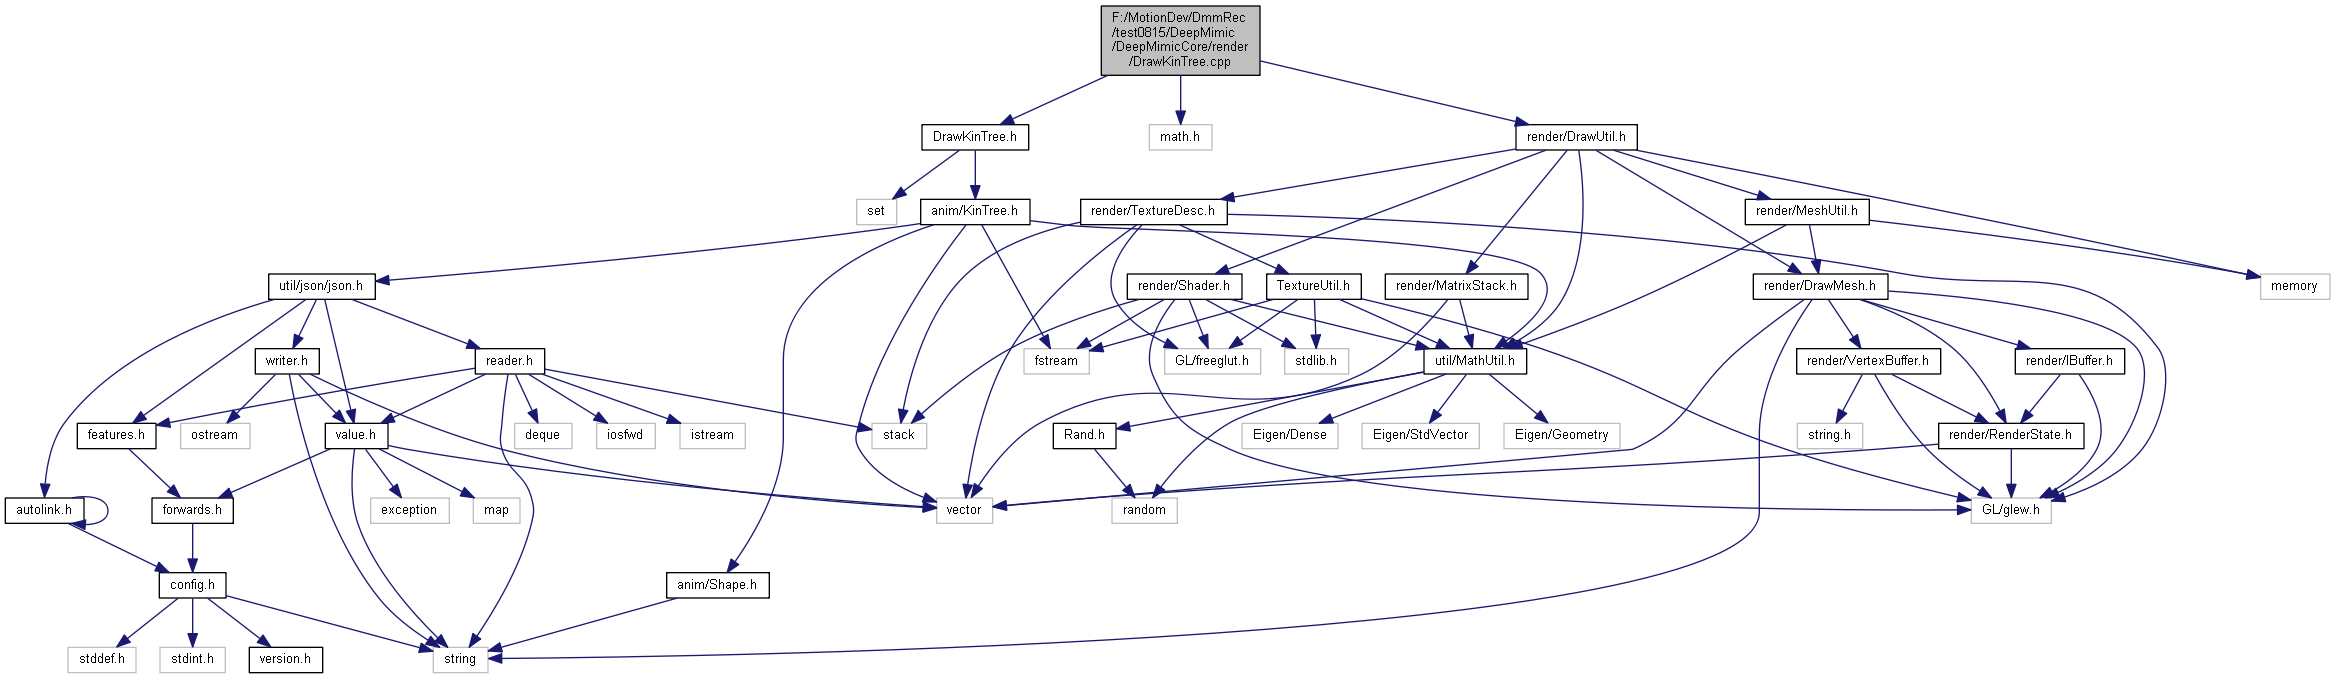 F:/MotionDev/DmmRec
/test0815/DeepMimic
/DeepMimicCore/render
/DrawKinTree.cpp
DrawKinTree.h
math.h
render/DrawUtil.h
set
anim/KinTree.h
render/TextureDesc.h
render/MeshUtil.h
util/json/json.h
render/Shader.h
TextureUtil.h
render/MatrixStack.h
render/DrawMesh.h
memory
writer.h
reader.h
fstream
GL/freeglut.h
stdlib.h
util/MathUtil.h
render/VertexBuffer.h
render/IBuffer.h
features.h
ostream
value.h
deque
iosfwd
istream
stack
Rand.h
Eigen/Dense
Eigen/StdVector
Eigen/Geometry
string.h
render/RenderState.h
autolink.h
forwards.h
exception
map
vector
random
GL/glew.h
config.h
anim/Shape.h
stddef.h
stdint.h
version.h
string